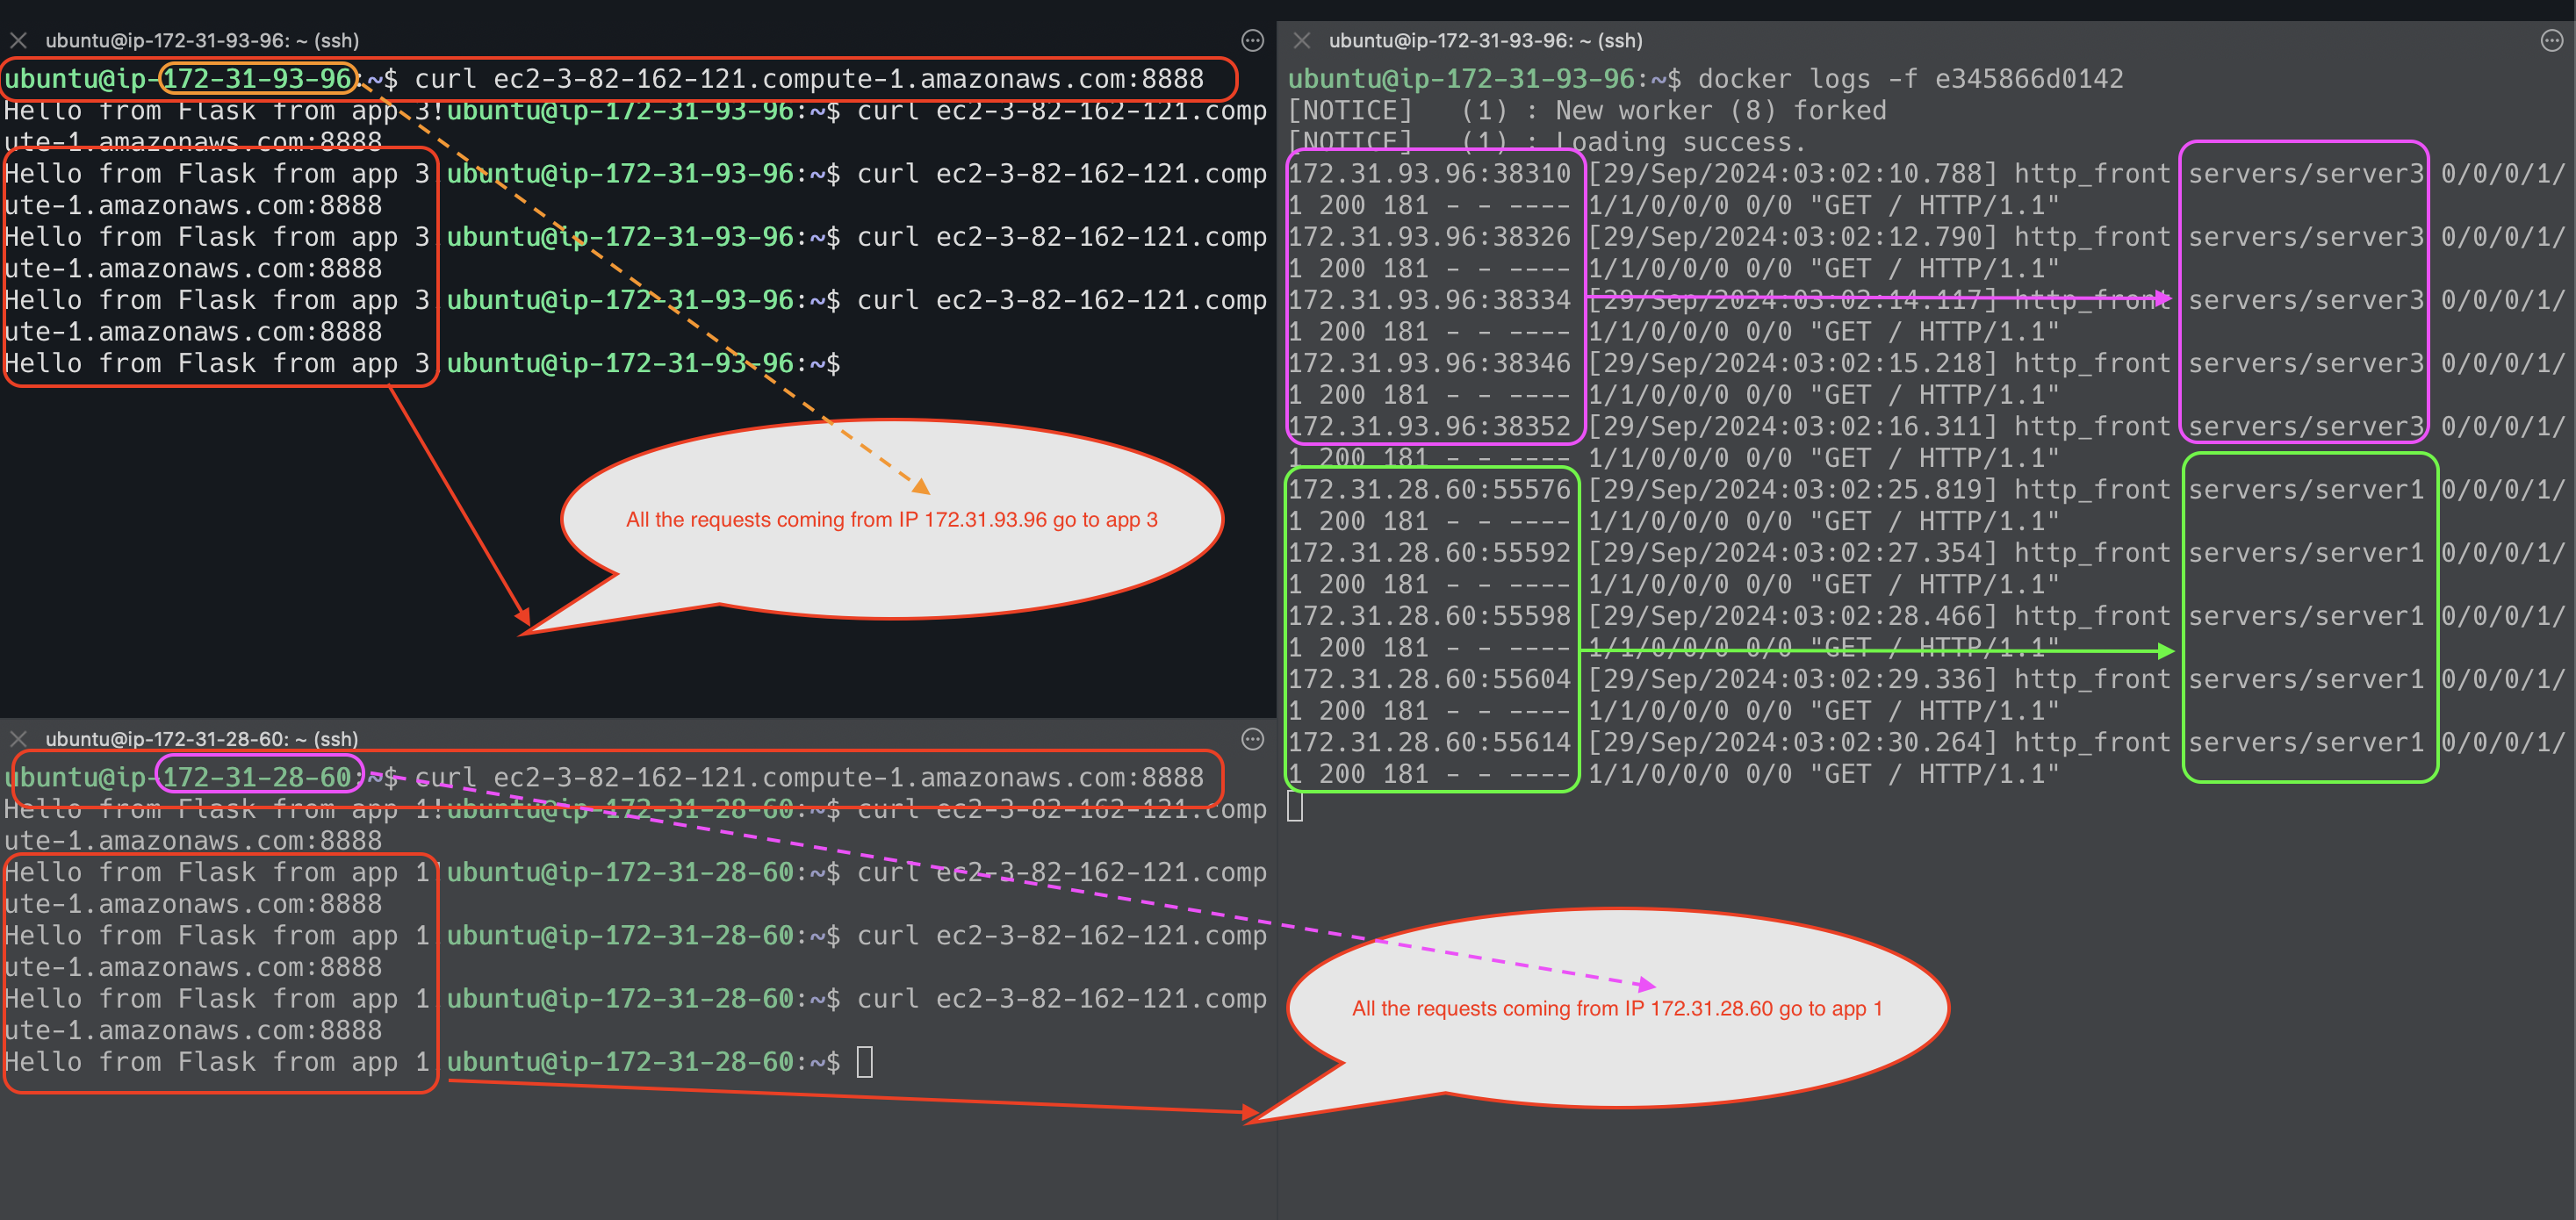 ubuntu@ip-172-31-93-96: ~ (ssh)
ubuntu@ip-172-31-93-96:~$ curl ec2-3-82-162-121.compute-1.amazonaws.com:8888
Hello from Flask from app 3!ubuntu@ip-172-31-93-96:~$ curl ec2-3-82-162-121.comp
ute-1.amazonaws.com:8888
Hello from Flask from app 3 ubuntu@ip-172-31-93-96:~$ curl ec2-3-82-162-121.comp
ute-1.amazonaws.com:8888
Hello from Flask from app 3 ubuntu@ip-172-31-93-96:~$ curl ec2-3-82-162-121.comp
ute-1.amazonaws.com:8888
Hello from Flask from app 3 ubuntu@ip-172-31-93-96:~$ curl ec2-3-82-162-121.comp
ute-1.amazonaws.com:8888
Hello from Flask from app 3 ubuntu@ip-172-31-93-96:~$
All the requests coming from IP 172.31.93.96 go to app 3
ubuntu@ip-172-31-28-60: ~ (ssh)
ubuntu@ip-172-31-28-60:~$ curl ec2-3-82-162-121.compute-1.amazonaws.com:8888
Hello from Flask from app 1!ubuntu@ip-172-31-28-60:~$ curl ec2-3-82-162-121.comp
ute-1.amazonaws.com:8888
Hello from Flask from app 1 ubuntu@ip-172-31-28-60:~$ curl ec2-3-82-162-121.comp
ute-1.amazonaws.com:8888
Hello from Flask from app 1 ubuntu@ip-172-31-28-60:~$ curl ec2-3-82-162-121.comp
ute-1.amazonaws.com:8888
Hello from Flask from app 1 ubuntu@ip-172-31-28-60:~$ curl ec2-3-82-162-121.comp
ute-1.amazonaws.com:8888
Hello from Flask from app 1 ubuntu@ip-172-31-28-60:~$
ubuntu@ip-172-31-93-96: ~ (ssh)
ubuntu@ip-172-31-93-96:~$ docker logs -f e345866d0142
[NOTICE]   (1) : New worker (8) forked
[NOTICE]   (1) : Loading success.
172.31.93.96:38310 [29/Sep/2024:03:02:10.788] http_front servers/server3 0/0/0/1/
1 200 181 - - ---- 1/1/0/0/0 0/0 "GET / HTTP/1.1"
172.31.93.96:38326 [29/Sep/2024:03:02:12.790] http_front servers/server3 0/0/0/1/
1 200 181 - - ---- 1/1/0/0/0 0/0 "GET / HTTP/1.1"
172.31.93.96:38334 [29/Sep/2024:03:02:14.117] http_front servers/server3 0/0/0/1/
1 200 181 - - ---- 1/1/0/0/0 0/0 "GET / HTTP/1.1"
172.31.93.96:38346 [29/Sep/2024:03:02:15.218] http_front servers/server3 0/0/0/1/
1 200 181 - - ---- 1/1/0/0/0 0/0 "GET / HTTP/1.1"
172.31.93.96:38352 [29/Sep/2024:03:02:16.311] http_front servers/server3 0/0/0/1/
1 200 181 - - ---- 1/1/0/0/0 0/0 "GET / HTTP/1.1"
172.31.28.60:55576 [29/Sep/2024:03:02:25.819] http_front servers/server1 0/0/0/1/
1 200 181 - - ---- 1/1/0/0/0 0/0 "GET / HTTP/1.1"
172.31.28.60:55592 [29/Sep/2024:03:02:27.354] http_front servers/server1 0/0/0/1/
1 200 181 - - ---- 1/1/0/0/0 0/0 "GET / HTTP/1.1"
172.31.28.60:55598 [29/Sep/2024:03:02:28.466] http_front servers/server1 0/0/0/1/
1 200 181 - - ---- 1/1/0/0/0 0/0 "GET / HTTP/1.1"
172.31.28.60:55604 [29/Sep/2024:03:02:29.336] http_front servers/server1 0/0/0/1/
1 200 181 - - ---- 1/1/0/0/0 0/0 "GET / HTTP/1.1"
172.31.28.60:55614 [29/Sep/2024:03:02:30.264] http_front servers/server1 0/0/0/1/
1 200 181 - - ---- 1/1/0/0/0 0/0 "GET / HTTP/1.1"
All the requests coming from IP 172.31.28.60 go to app 1